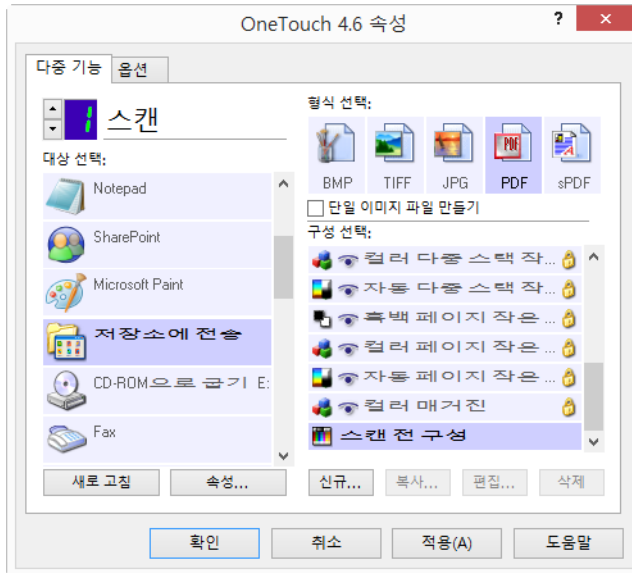 OneTouch 4.6 속성
?
×
다중 기능
옵션
1 스캔
대상 선택:
Notepad
SharePoint
Microsoft Paint
저장소에 전송
CD-ROM으로 굽기 E:
Fax
새로 고침
속성...
형식 선택:
BMP TIFF JPG PDF sPDF
단일 이미지 파일 만들기
구성 선택:
컬러 다중 스택 작...
자동 다중 스택 작...
흑백 페이지 작은 ...
컬러 페이지 작은 ...
자동 페이지 작은 ...
컬러 매거진
스캔 전 구성
신규... 복사... 편집... 삭제
확인 취소 적용(A) 도움말